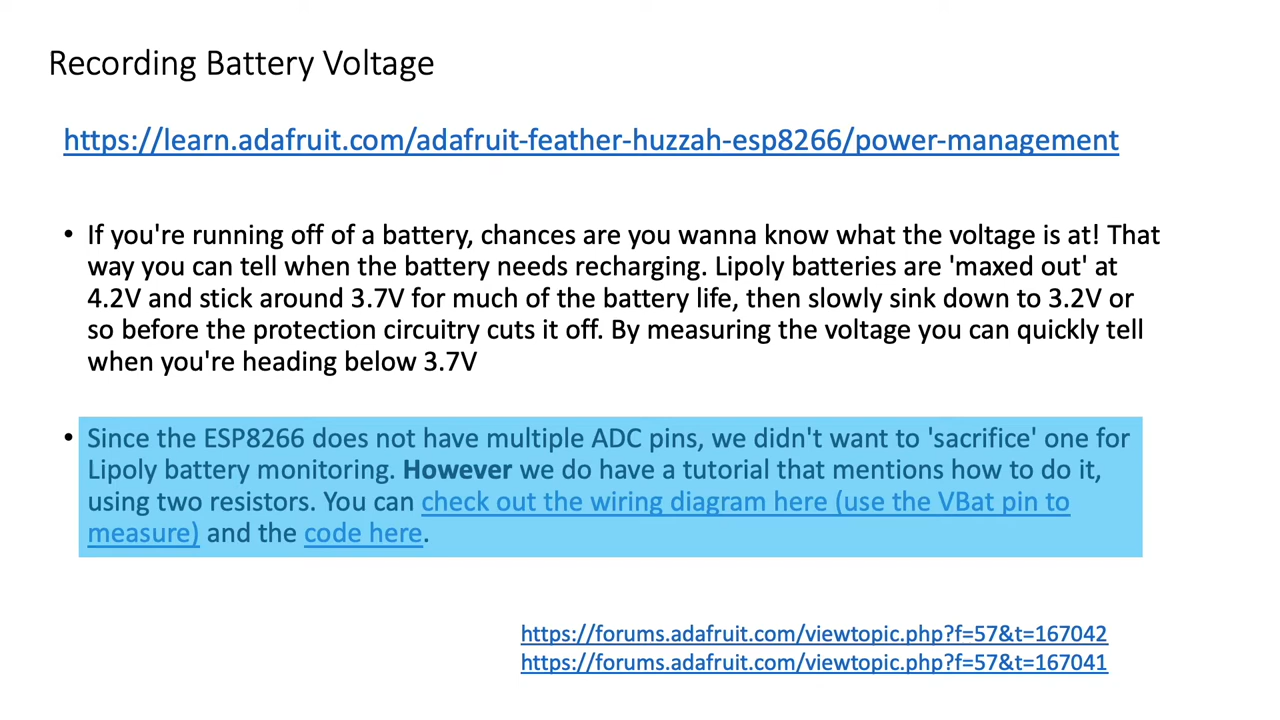 Recording Battery Voltage
https://learn.adafruit.com/adafruit-feather-huzzah-esp8266/power-management
• If you're running off of a battery, chances are you wanna know what the voltage is at! That
way you can tell when the battery needs recharging. Lipoly batteries are 'maxed out' at
4.2V and stick around 3.7V for much of the battery life, then slowly sink down to 3.2V or
so before the protection circuitry cuts it off. By measuring the voltage you can quickly tell
when you're heading below 3.7V
• Since the ESP8266 does not have multiple ADC pins, we didn't want to 'sacrifice' one for
Lipoly battery monitoring. However we do have a tutorial that mentions how to do it,
using two resistors. You can check out the wiring diagram here (use the VBat pin to
measure) and the code here.
https://forums.adafruit.com/viewtopic.php?f=57&t=167042
https://forums.adafruit.com/viewtopic.php?f=57&t=167041